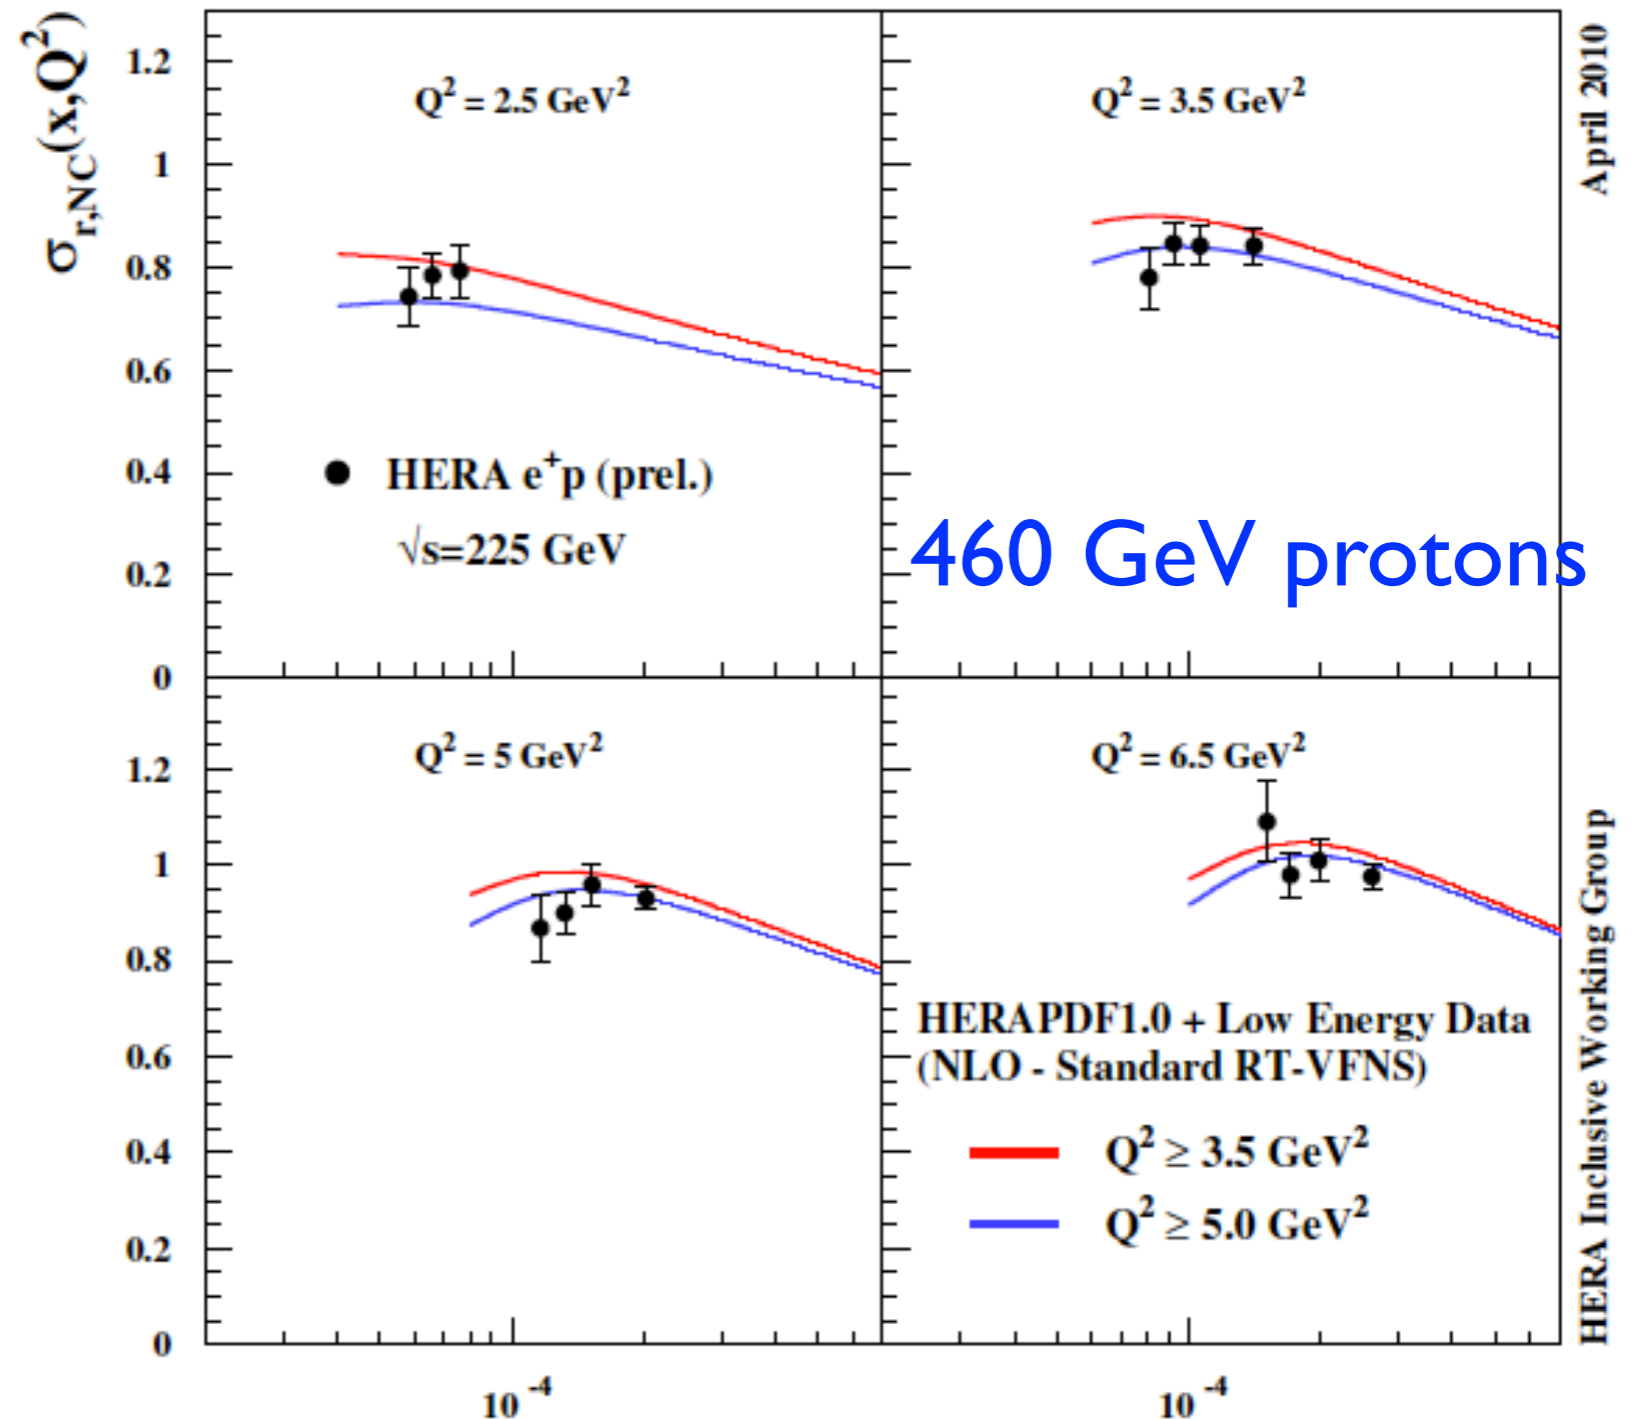 σr,NC(x,Q²)
1.2
1
0.8
0.6
0.4
0.2
0
Q² = 2.5 GeV²
● HERA e⁺p (prel.)
√s=225 GeV
Q² = 3.5 GeV²
460 GeV protons
April 2010
1.2
1
0.8
0.6
0.4
0.2
0
Q² = 5 GeV²
Q² = 6.5 GeV²
HERAPDF1.0 + Low Energy Data
(NLO - Standard RT-VFNS)
Q² ≥ 3.5 GeV²
Q² ≥ 5.0 GeV²
HERA Inclusive Working Group
10⁻⁴
10⁻⁴